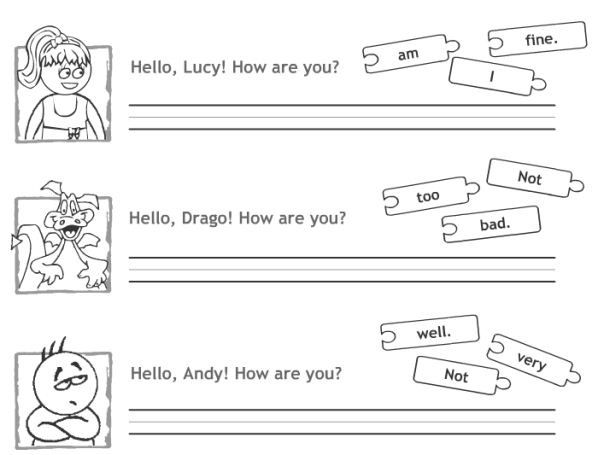 Hello, Lucy! How are you?
am
fine.
I
Hello, Drago! How are you?
too
Not
bad.
Hello, Andy! How are you?
well.
very
Not